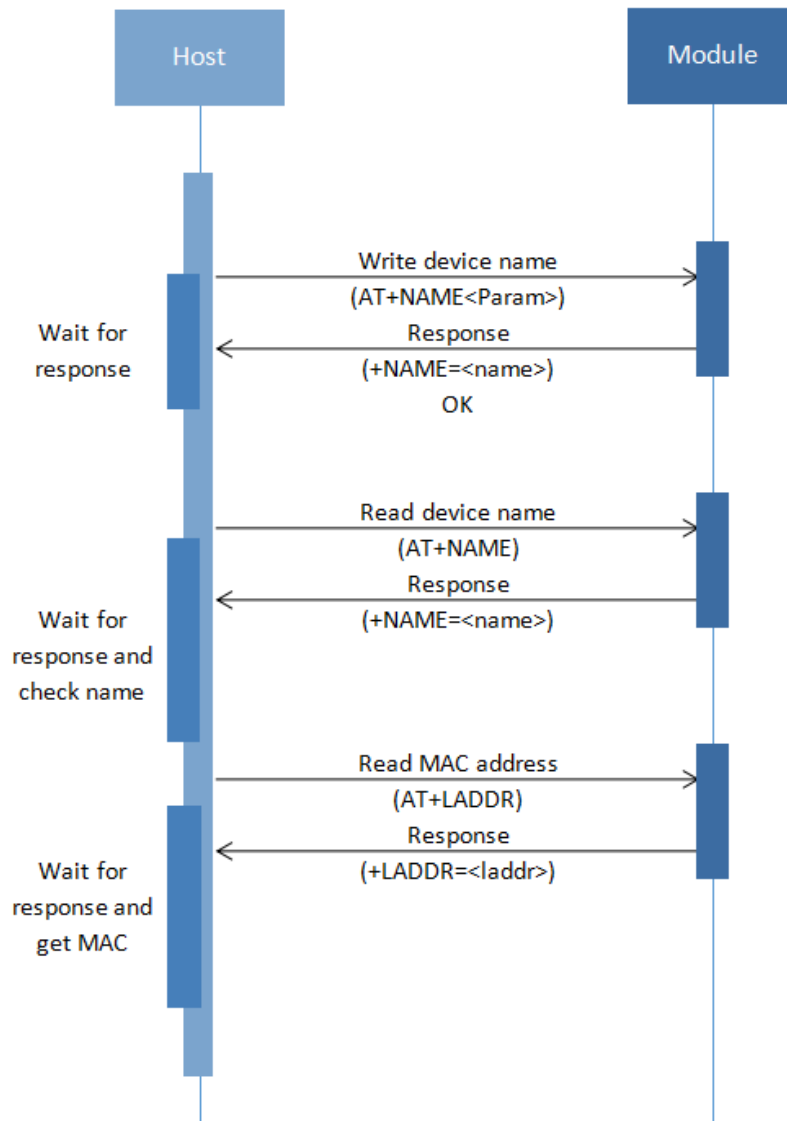 Host
Module
Write device name
(AT+NAME<Param>)
Wait for
response
Response
(+NAME=<name>)
OK
Read device name
(AT+NAME)
Response
(+NAME=<name>)
Wait for
response and
check name
Read MAC address
(AT+LADDR)
Response
(+LADDR=<laddr>)
Wait for
response and
get MAC